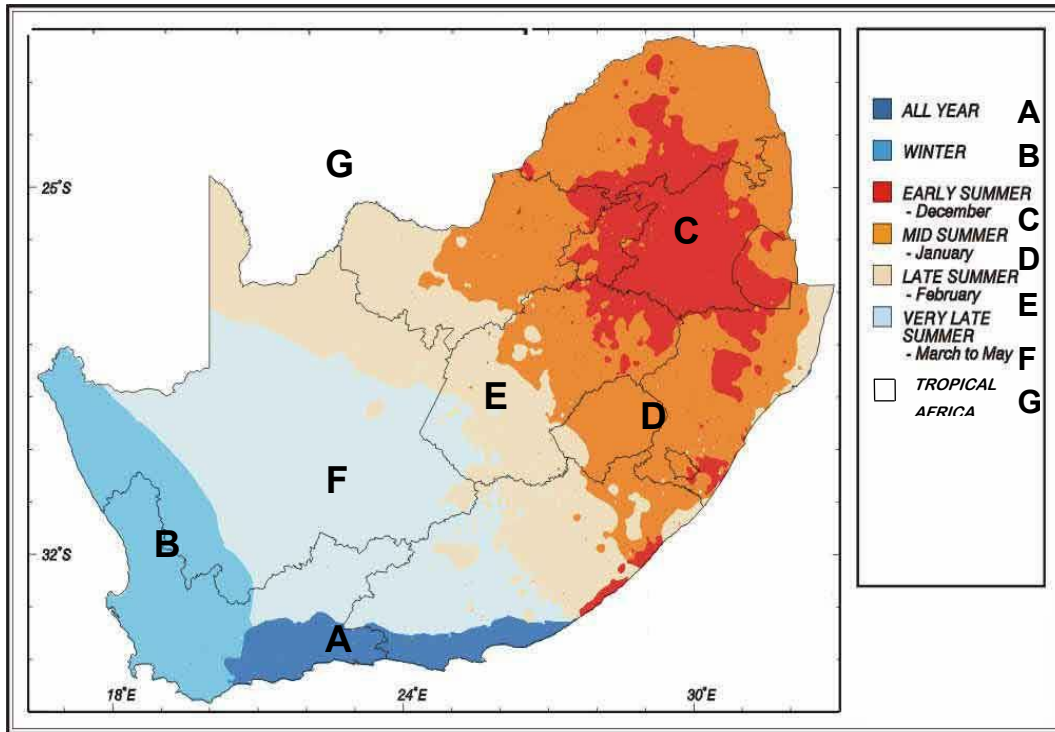 G
25°S
C
E
D
F
B
32°S
A
18°E
24°E
30°E
ALL YEAR A
WINTER B
EARLY SUMMER
- December C
MID SUMMER
- January D
LATE SUMMER
- February E
VERY LATE
SUMMER
- March to May F
TROPICAL G
AFRICA